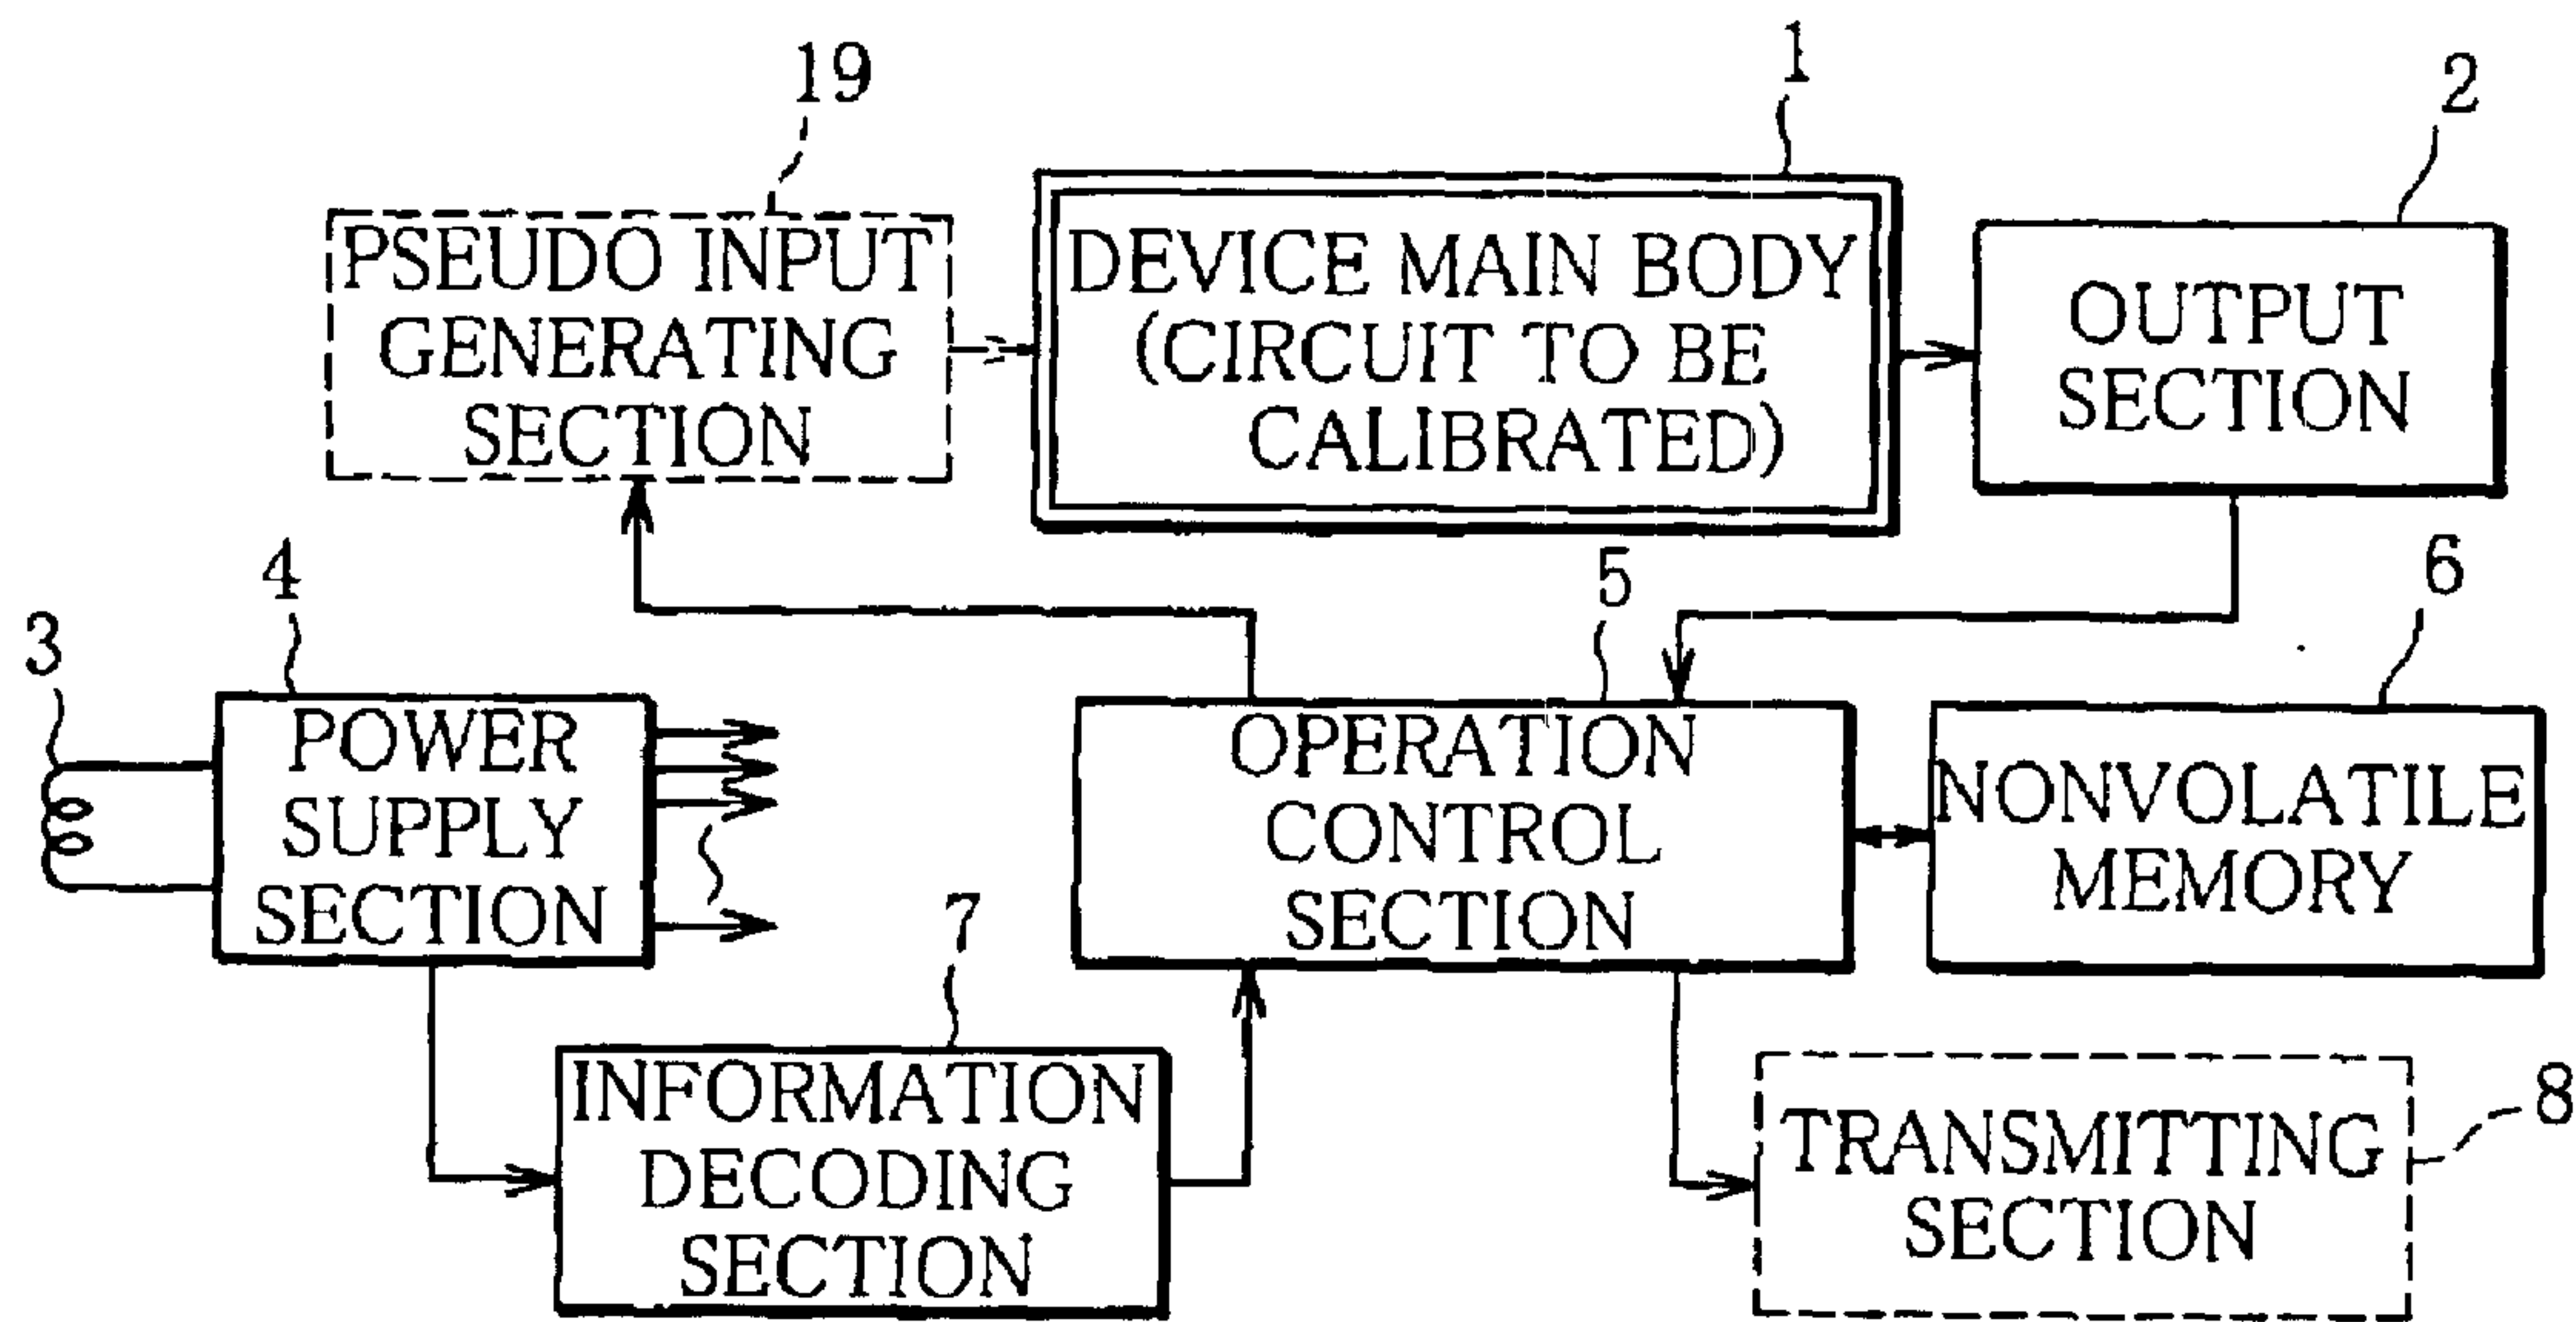 19
1
2
PSEUDO INPUT
GENERATING
SECTION
DEVICE MAIN BODY
(CIRCUIT TO BE
CALIBRATED)
OUTPUT
SECTION
3
4
5
6
POWER
SUPPLY
SECTION
OPERATION
CONTROL
SECTION
NONVOLATILE
MEMORY
7
INFORMATION
DECODING
SECTION
TRANSMITTING
SECTION
8